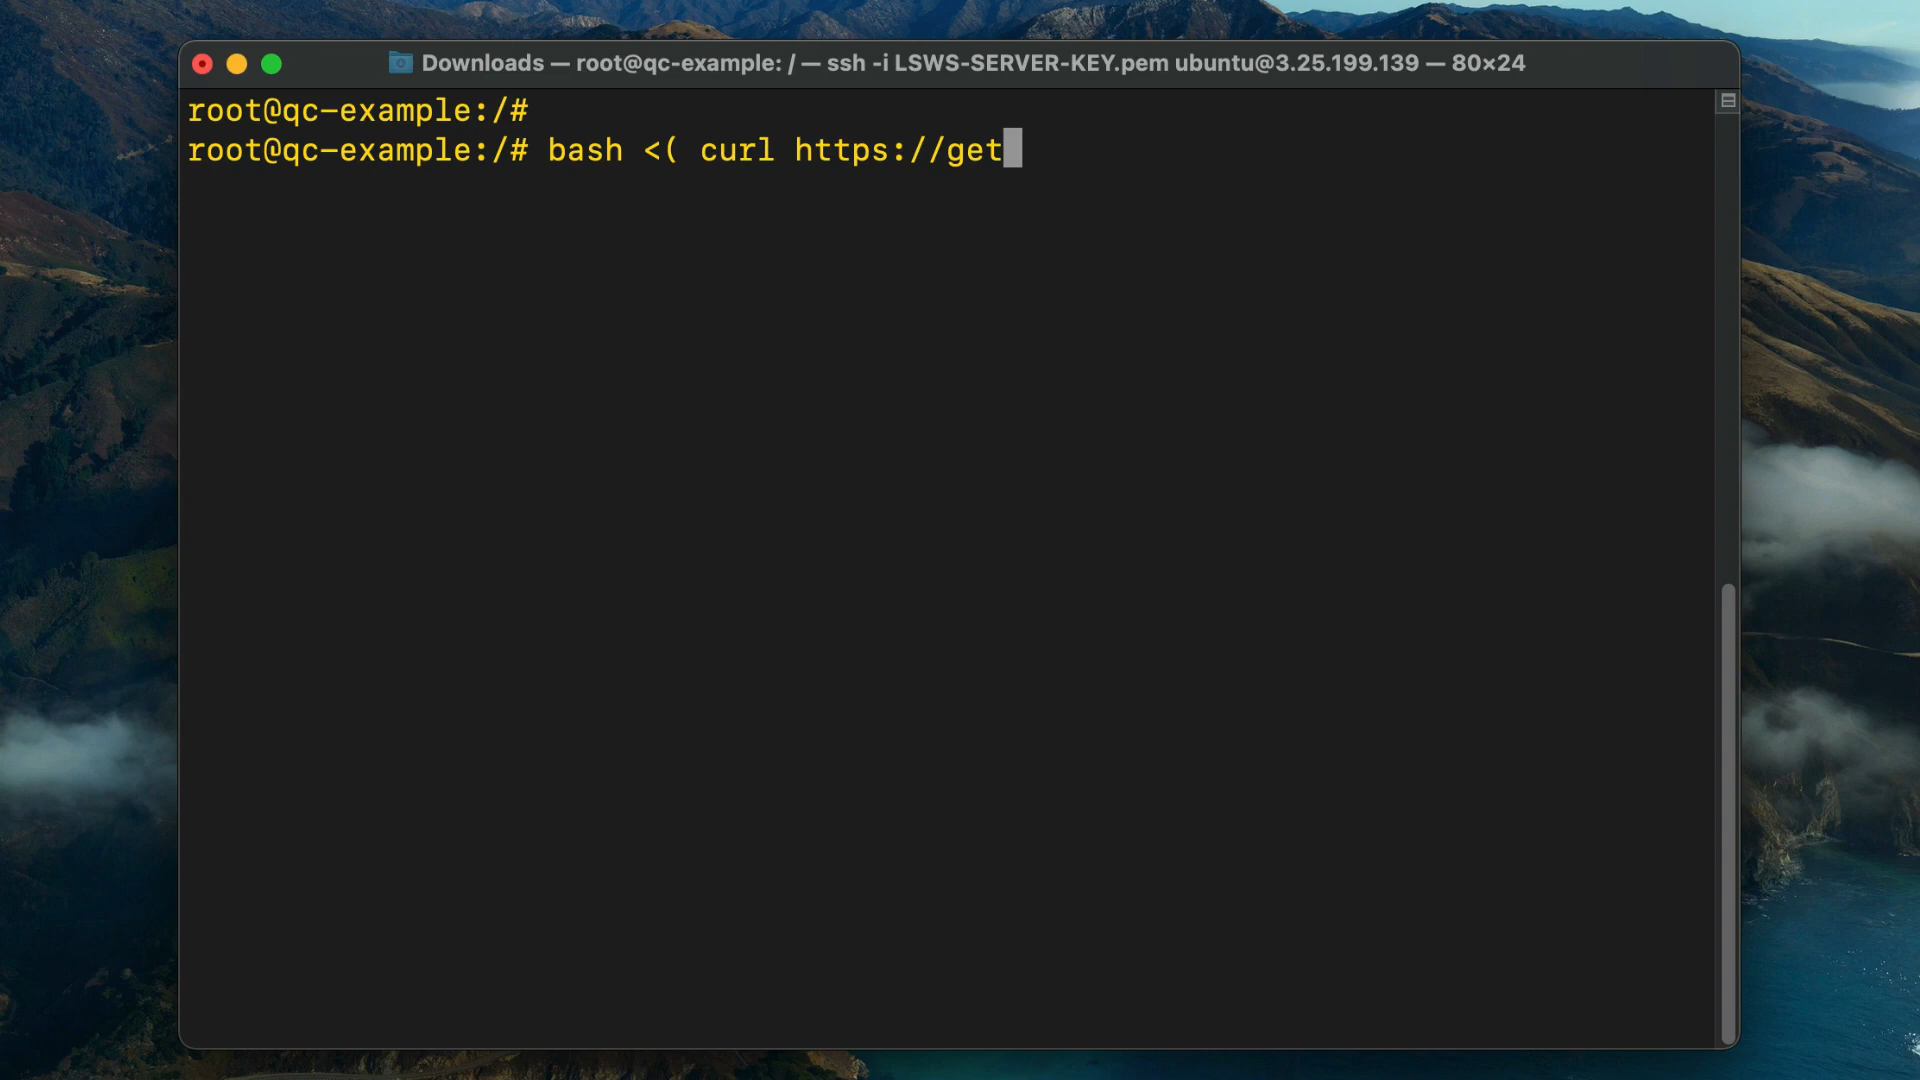 Downloads — root@qc-example: / — ssh -i LSWS-SERVER-KEY.pem ubuntu@3.25.199.139 — 80×24
root@qc-example:/#
root@qc-example:/# bash <( curl https://get